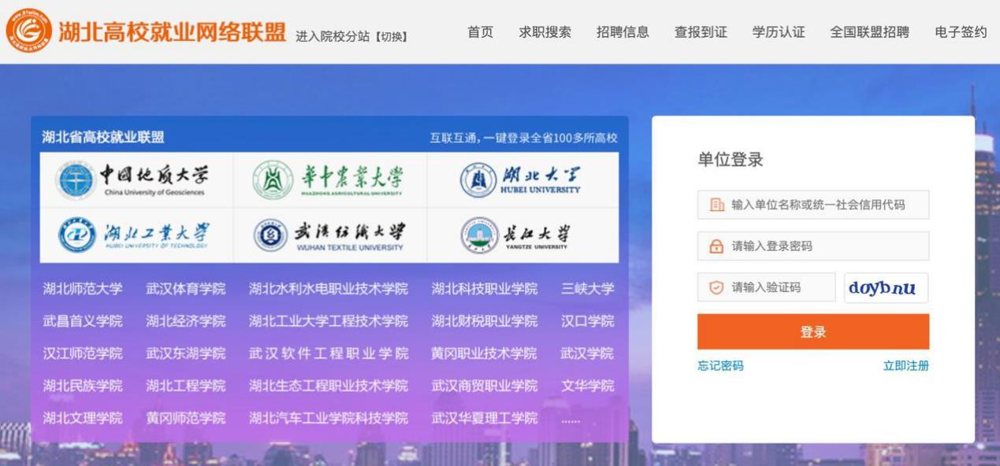 湖北高校就业网络联盟 进入院校分站【切换】 首页 求职搜索 招聘信息 查报到证 学历认证 全国联盟招聘 电子签约
湖北省高校就业联盟 互联互通,一键登录全省100多所高校
中国地质大学
China University of Geosciences
华中农业大学
HUAZHONG AGRICULTURAL UNIVERSITY
湖北大学
HUBEI UNIVERSITY
湖北工业大学
HUBEI UNIVERSITY OF TECHNOLOGY
武汉纺织大学
WUHAN TEXTILE UNIVERSITY
长江大学
YANGTZE UNIVERSITY
湖北师范大学 武汉体育学院 湖北水利水电职业技术学院 湖北科技职业学院 三峡大学
武昌首义学院 湖北经济学院 湖北工业大学工程技术学院 湖北财税职业学院 汉口学院
汉江师范学院 武汉东湖学院 武汉软件工程职业学院 黄冈职业技术学院 武汉学院
湖北民族学院 湖北工程学院 湖北生态工程职业技术学院 武汉商贸职业学院 文华学院
湖北文理学院 黄冈师范学院 湖北汽车工业学院科技学院 武汉华夏理工学院 ......
单位登录
输入单位名称或统一社会信用代码
请输入登录密码
请输入验证码 doybnu
登录
忘记密码 立即注册